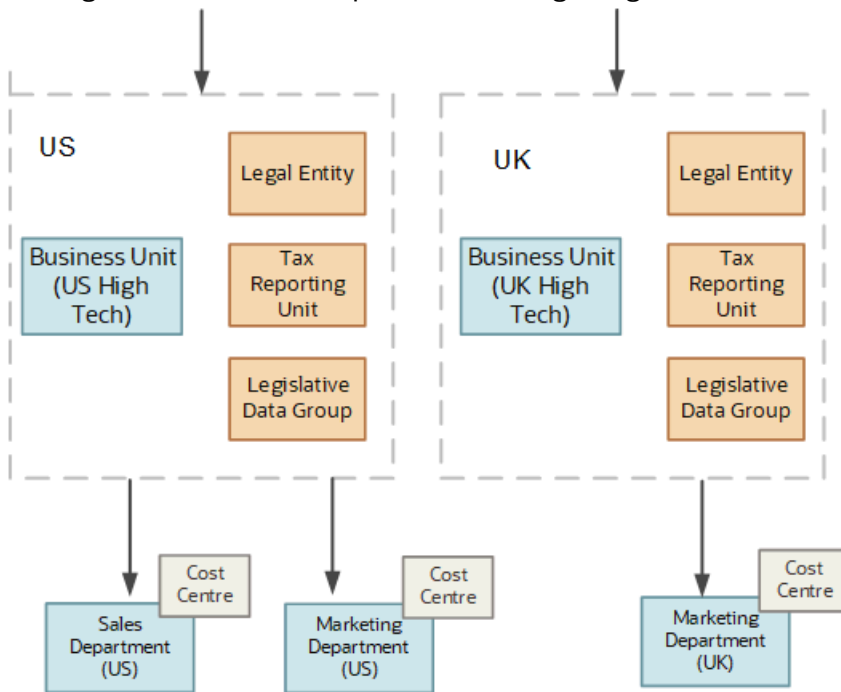 US
Legal Entity
Business Unit
(US High
Tech)
Tax
Reporting
Unit
Legislative
Data Group
UK
Legal Entity
Business Unit
(UK High
Tech)
Tax
Reporting
Unit
Legislative
Data Group
Cost
Centre
Sales
Department
(US)
Cost
Centre
Marketing
Department
(US)
Cost
Centre
Marketing
Department
(UK)